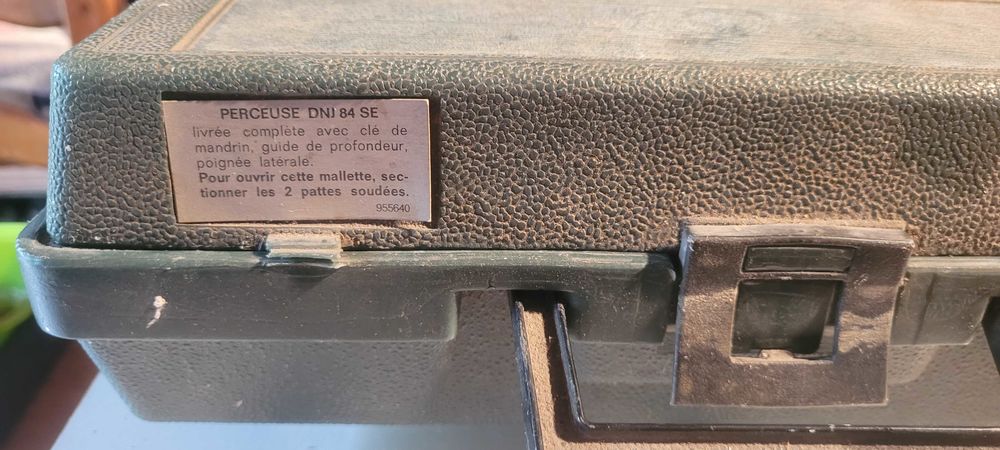 PERCEUSE DNJ 84 SE
livrée complète avec clé de
mandrin, guide de profondeur,
poignée latérale.
Pour ouvrir cette mallette, sec-
tionner les 2 pattes soudées.
955640